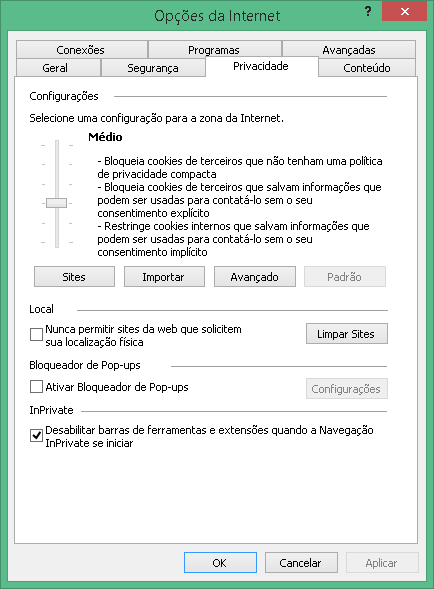 Opções da Internet
?
Conexões
Programas
Avançadas
Geral
Segurança
Privacidade
Conteúdo
Configurações
Selecione uma configuração para a zona da Internet.
Médio
- Bloqueia cookies de terceiros que não tenham uma política
de privacidade compacta
- Bloqueia cookies de terceiros que salvam informações que
podem ser usadas para contatá-lo sem o seu
consentimento explícito
- Restringe cookies internos que salvam informações que
podem ser usadas para contatá-lo sem o seu
consentimento implícito
Sites
Importar
Avançado
Padrão
Local
Nunca permitir sites da web que solicitem
sua localização física
Limpar Sites
Bloqueador de Pop-ups
Ativar Bloqueador de Pop-ups
Configurações
InPrivate
Desabilitar barras de ferramentas e extensões quando a Navegação
InPrivate se iniciar
OK
Cancelar
Aplicar